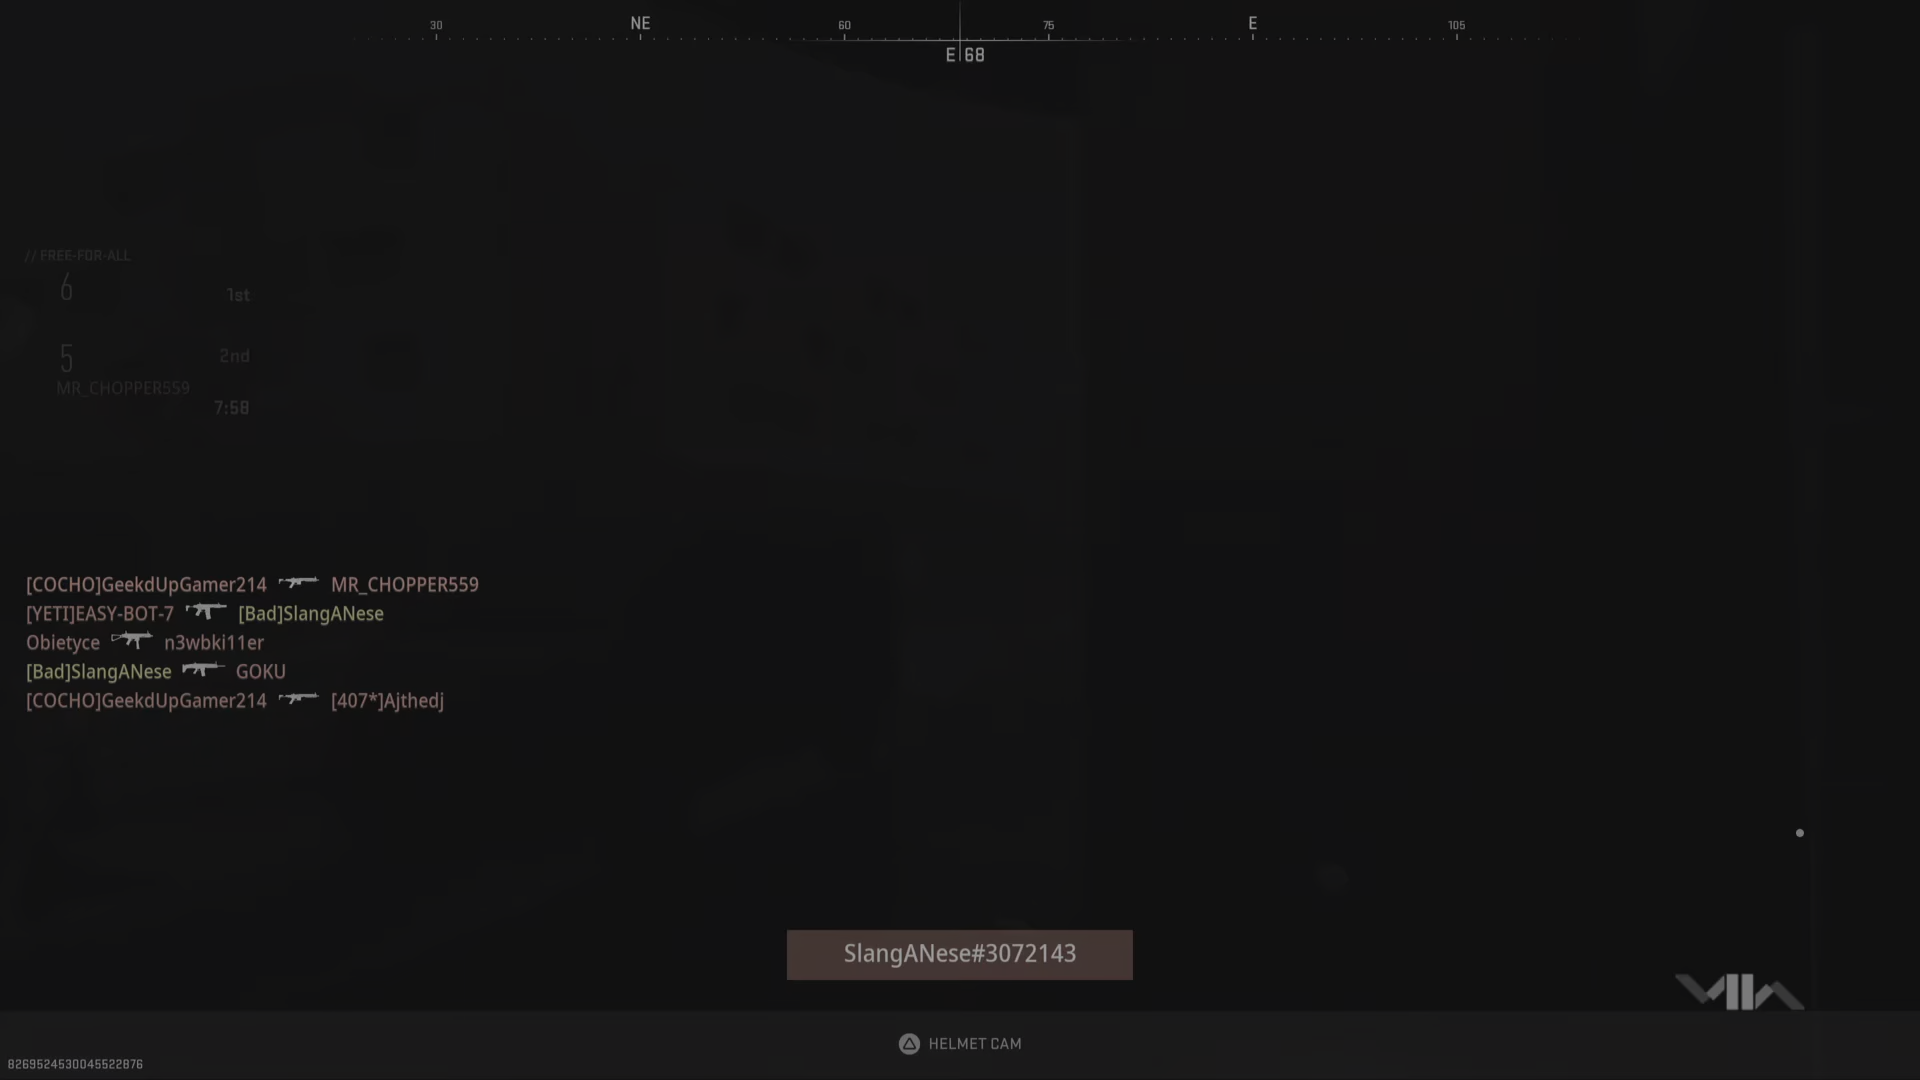 30 NE 60 75 E 105
E 68
// FREE-FOR-ALL
6 1st
5 2nd
MR_CHOPPER559
7:58
[COCHO]GeekdUpGamer214 MR_CHOPPER559
[YETI]EASY-BOT-7 [Bad]SlangANese
Obietyce n3wbki11er
[Bad]SlangANese GOKU
[COCHO]GeekdUpGamer214 [407*]Ajthedj
SlangANese#3072143
HELMET CAM
8269524530045522876